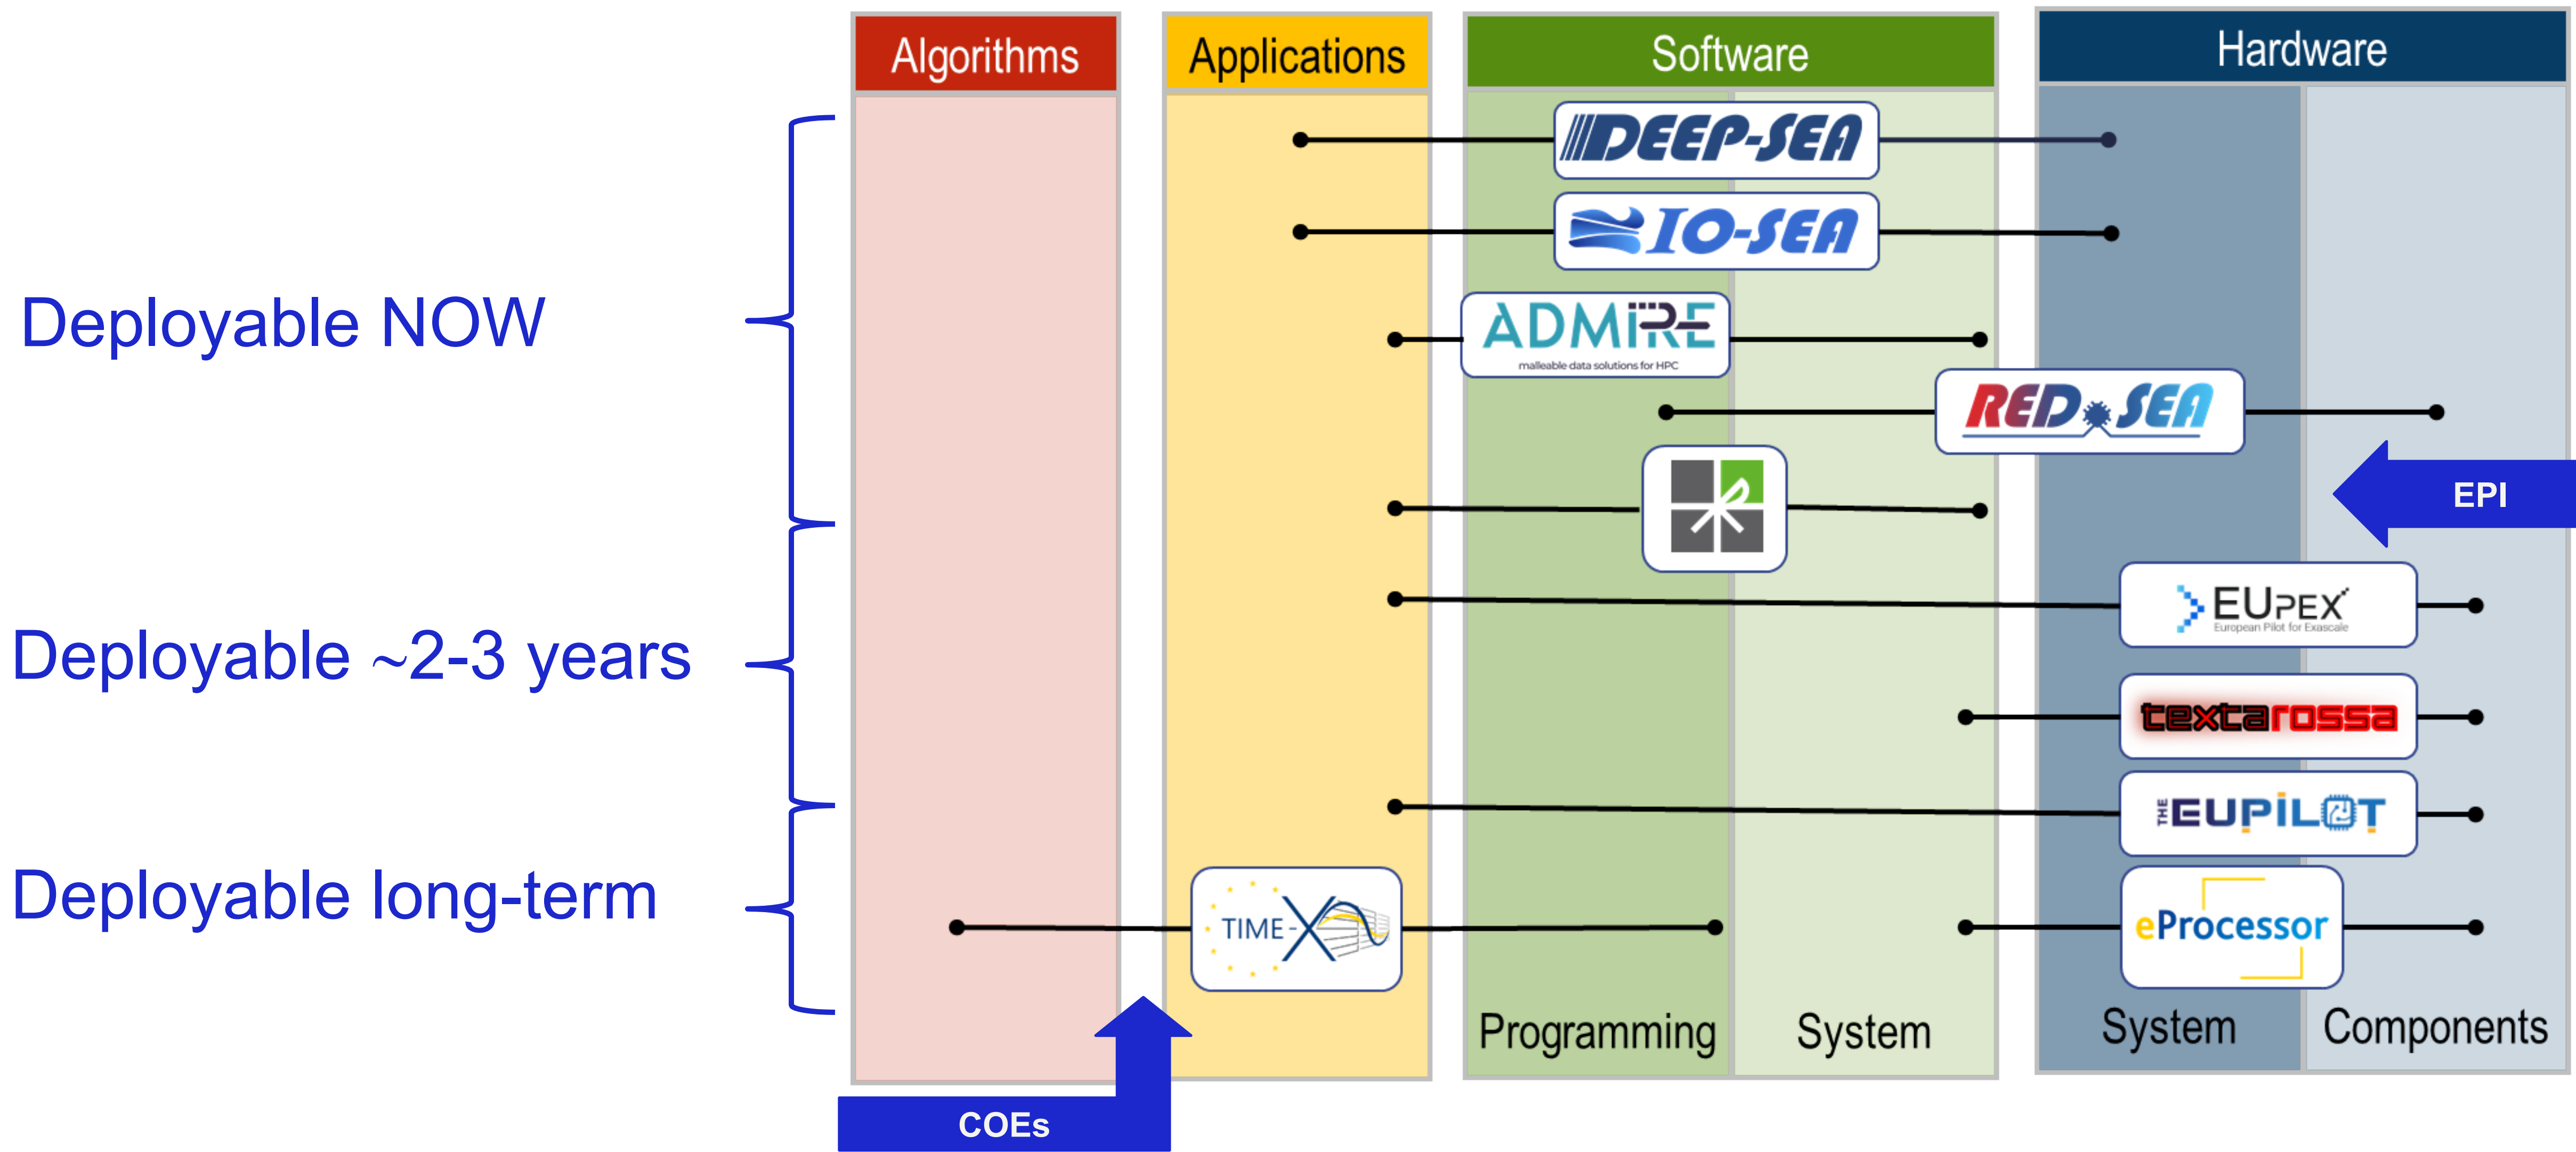 Algorithms
Applications
Software
Hardware
DEEP-SEA
IO-SEA
Deployable NOW
ADMIRE
malleable data solutions for HPC
RED SEA
EPI
EUPEX
European Pilot for Exascale
Deployable ~2-3 years
textarossa
THE EUPILOT
Deployable long-term
TIME-X
eProcessor
Programming
System
System
Components
COEs